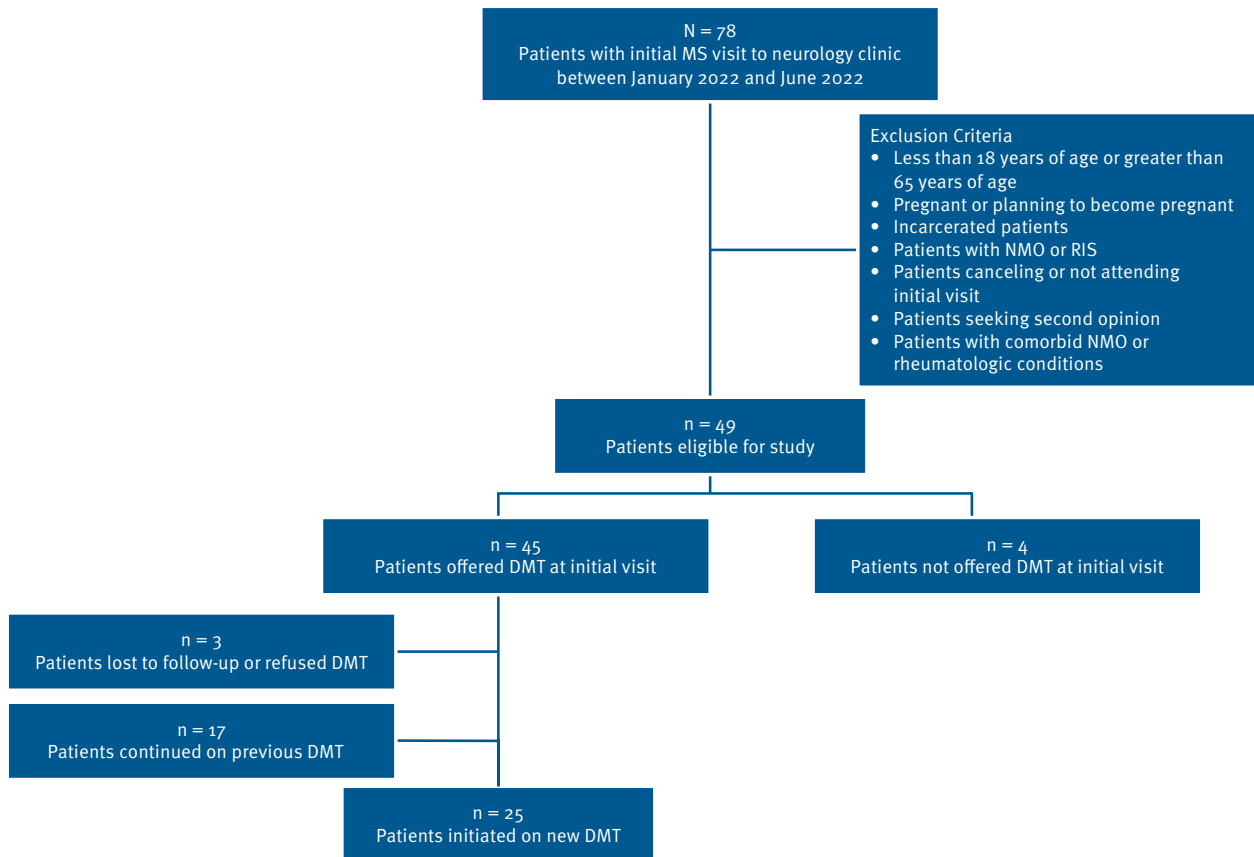 N = 78
Patients with initial MS visit to neurology clinic
between January 2022 and June 2022
Exclusion Criteria
• Less than 18 years of age or greater than
65 years of age
• Pregnant or planning to become pregnant
• Incarcerated patients
• Patients with NMO or RIS
• Patients canceling or not attending
initial visit
• Patients seeking second opinion
• Patients with comorbid NMO or
rheumatologic conditions
n = 49
Patients eligible for study
n = 45
Patients offered DMT at initial visit
n = 4
Patients not offered DMT at initial visit
n = 3
Patients lost to follow-up or refused DMT
n = 17
Patients continued on previous DMT
n = 25
Patients initiated on new DMT